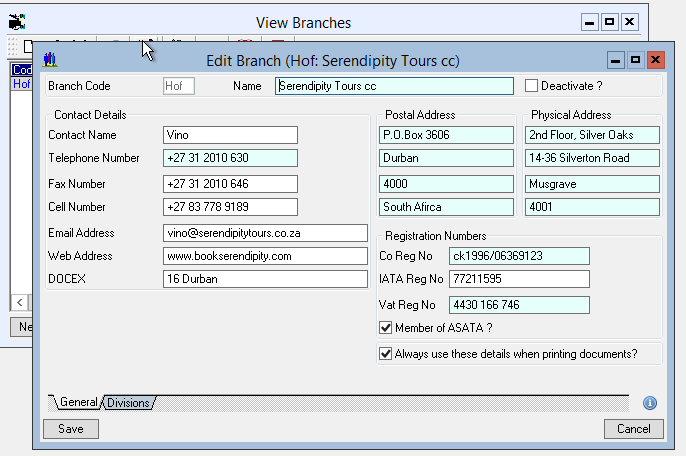 View Branches
Edit Branch (Hof: Serendipity Tours cc)
Cod
Hof
Branch Code Hof Name Serendipity Tours cc Deactivate ?
Contact Details Postal Address Physical Address
Contact Name Vino P.O.Box 3606 2nd Floor, Silver Oaks
Telephone Number +27 31 2010 630 Durban 14-36 Silverton Road
Fax Number +27 31 2010 646 4000 Musgrave
Cell Number +27 83 778 9189 South Afirca 4001
Email Address vino@serendipitytours.co.za Registration Numbers
Web Address www.bookserendipity.com Co Reg No ck1996/06369123
DOCEX 16 Durban IATA Reg No 77211595
Vat Reg No 4430 166 746
Member of ASATA ?
Ne
Always use these details when printing documents?
General Divisions
Save Cancel